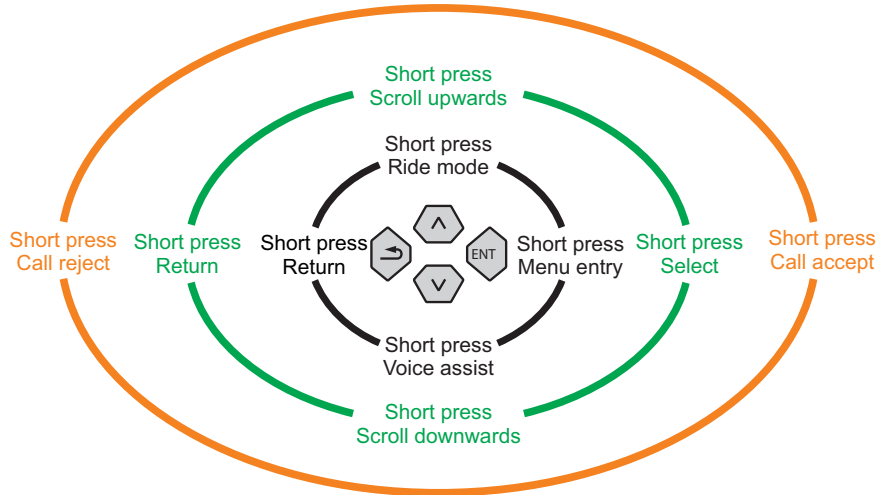 Short press
Scroll upwards
Short press
Ride mode
Short press
Call reject
Short press
Return
Short press
Return
ENT
Short press
Menu entry
Short press
Select
Short press
Call accept
Short press
Voice assist
Short press
Scroll downwards